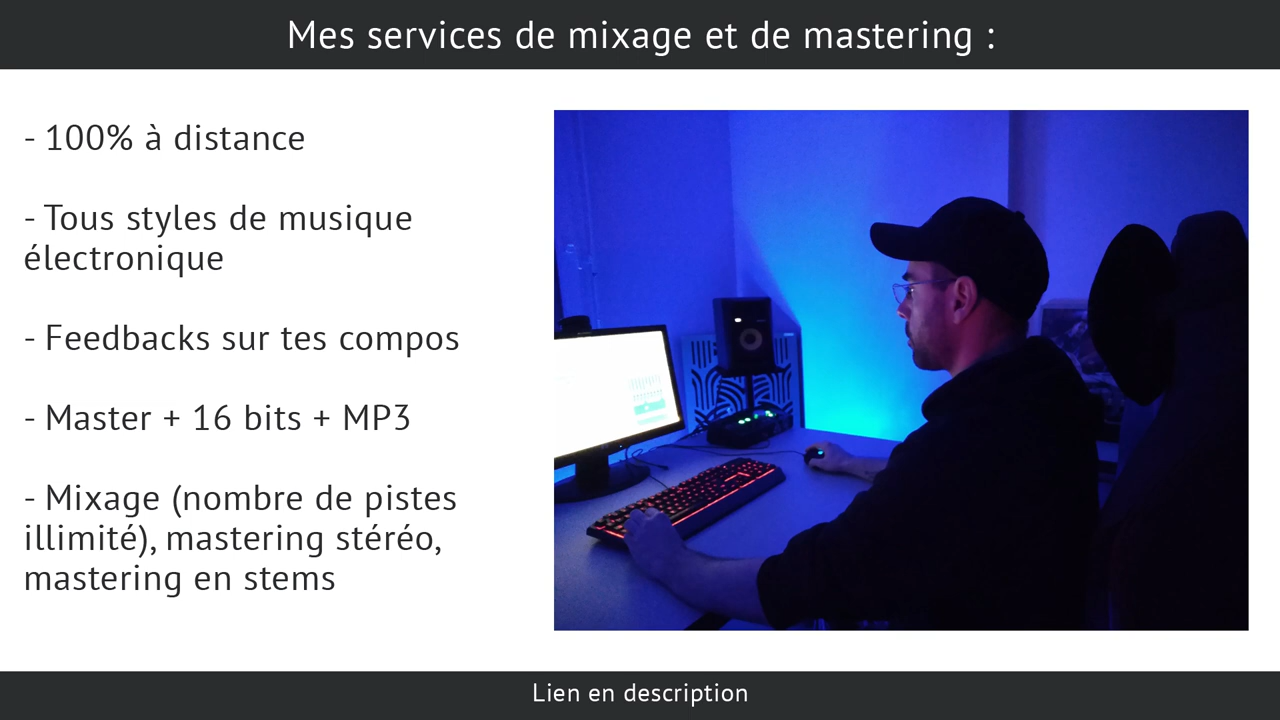 Mes services de mixage et de mastering :
- 100% à distance
- Tous styles de musique
électronique
- Feedbacks sur tes compos
- Master + 16 bits + MP3
- Mixage (nombre de pistes
illimité), mastering stéréo,
mastering en stems
Lien en description